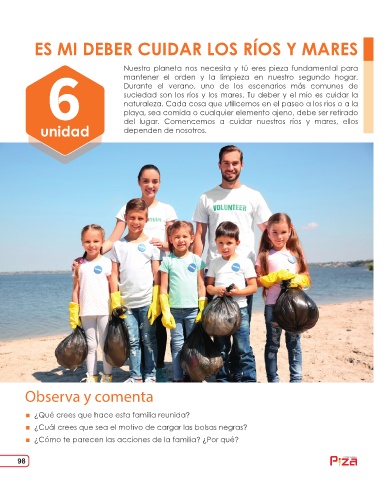 ES MI DEBER CUIDAR LOS RÍOS Y MARES
6
unidad
Nuestro planeta nos necesita y tú eres pieza fundamental para
mantener el orden y la limpieza en nuestro segundo hogar.
Durante el verano, uno de los escenarios más comunes de
suciedad son los ríos y los mares. Tu deber y el mío es cuidar la
naturaleza. Cada cosa que utilicemos en el paseo a los ríos o a la
playa, sea comida o cualquier elemento ajeno, debe ser retirado
del lugar. Comencemos a cuidar nuestros ríos y mares, ellos
dependen de nosotros.
VOLUNTEER
Observa y comenta
¿Qué crees que hace esta familia reunida?
¿Cuál crees que sea el motivo de cargar las bolsas negras?
¿Cómo te parecen las acciones de la familia? ¿Por qué?
98